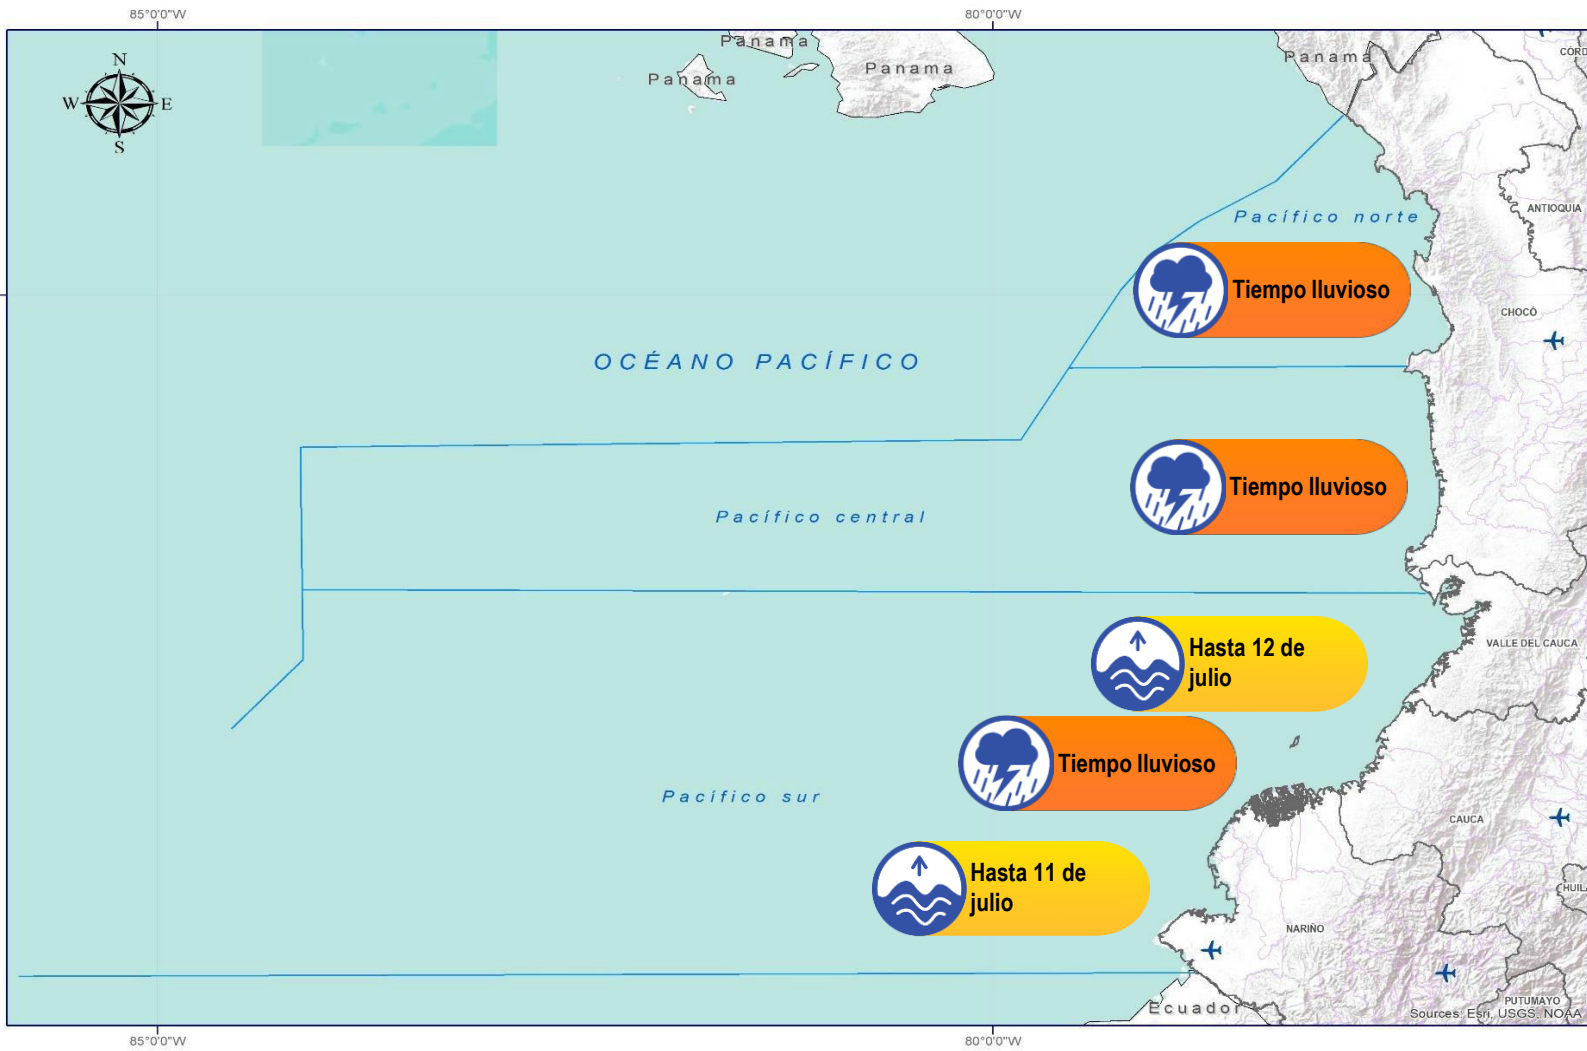 85°0'0"W
80°0'0"W
Panama
Panama
Panama
Panama
CORD
N
W
E
S
ANTIOQUIA
Pacífico norte
Tiempo lluvioso
CHOCÓ
OCÉANO PACÍFICO
Tiempo lluvioso
Pacífico central
VALLE DEL CAUCA
Hasta 12 de
julio
Tiempo lluvioso
Pacífico sur
CAUCA
Hasta 11 de
julio
HUILA
NARIÑO
PUTUMAYO
Ecuador
Sources: Esri, USGS, NOAA
85°0'0"W
80°0'0"W